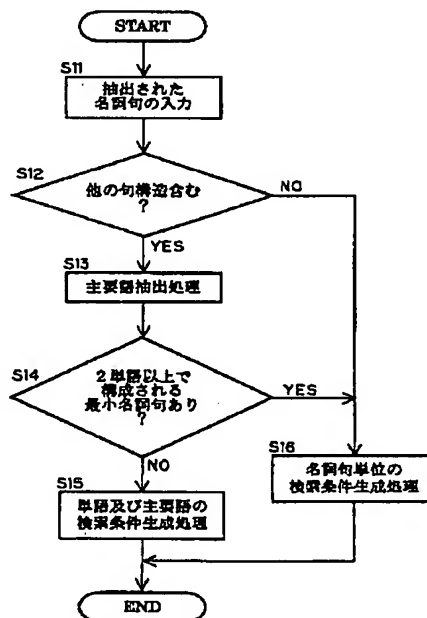 START
S11
抽出された
名詞句の入力
S12
他の句構造含む
?
NO
YES
S13
主要語抽出処理
S14
2単語以上で
構成される
最小名詞句あり
?
YES
NO
S16
名詞句単位の
検索条件生成処理
S15
単語及び主要語の
検索条件生成処理
END